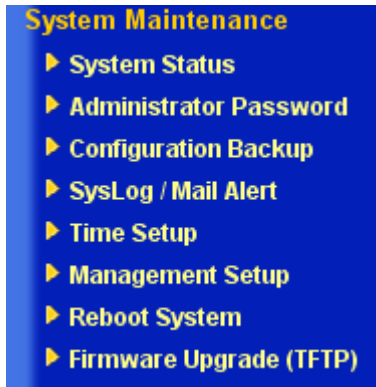 System Maintenance
System Status
Administrator Password
Configuration Backup
SysLog / Mail Alert
Time Setup
Management Setup
Reboot System
Firmware Upgrade (TFTP)